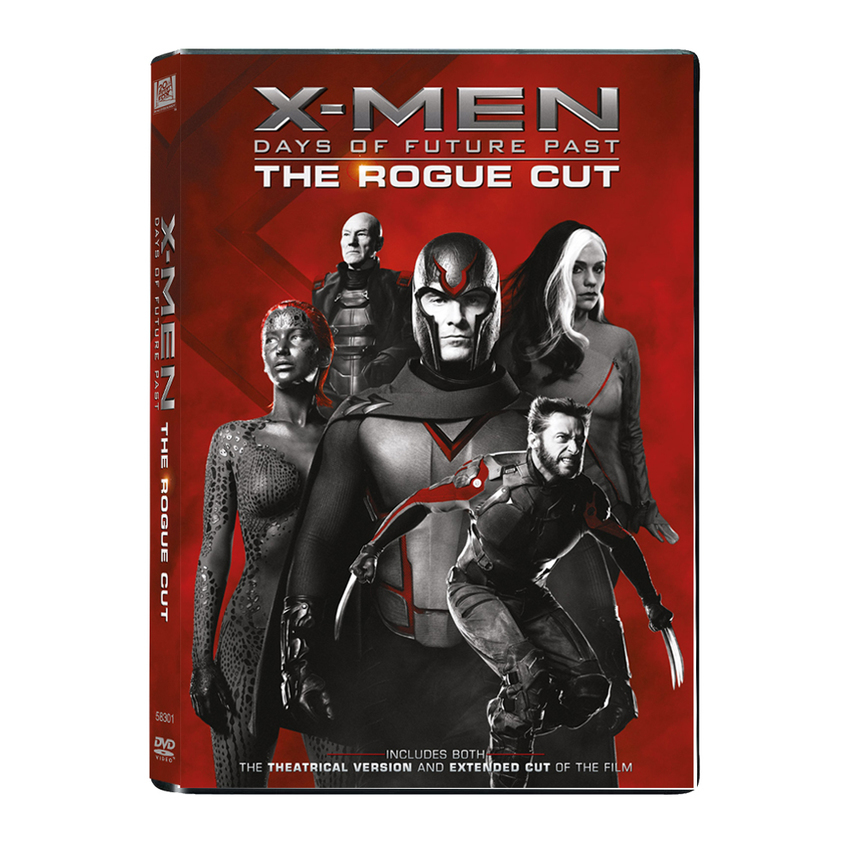 X-MEN
DAYS OF FUTURE PAST
THE ROGUE CUT
INCLUDES BOTH
THE THEATRICAL VERSION AND EXTENDED CUT OF THE FILM
X-MEN
DAYS OF FUTURE PAST
THE ROGUE CUT
58301
DVD
VIDEO